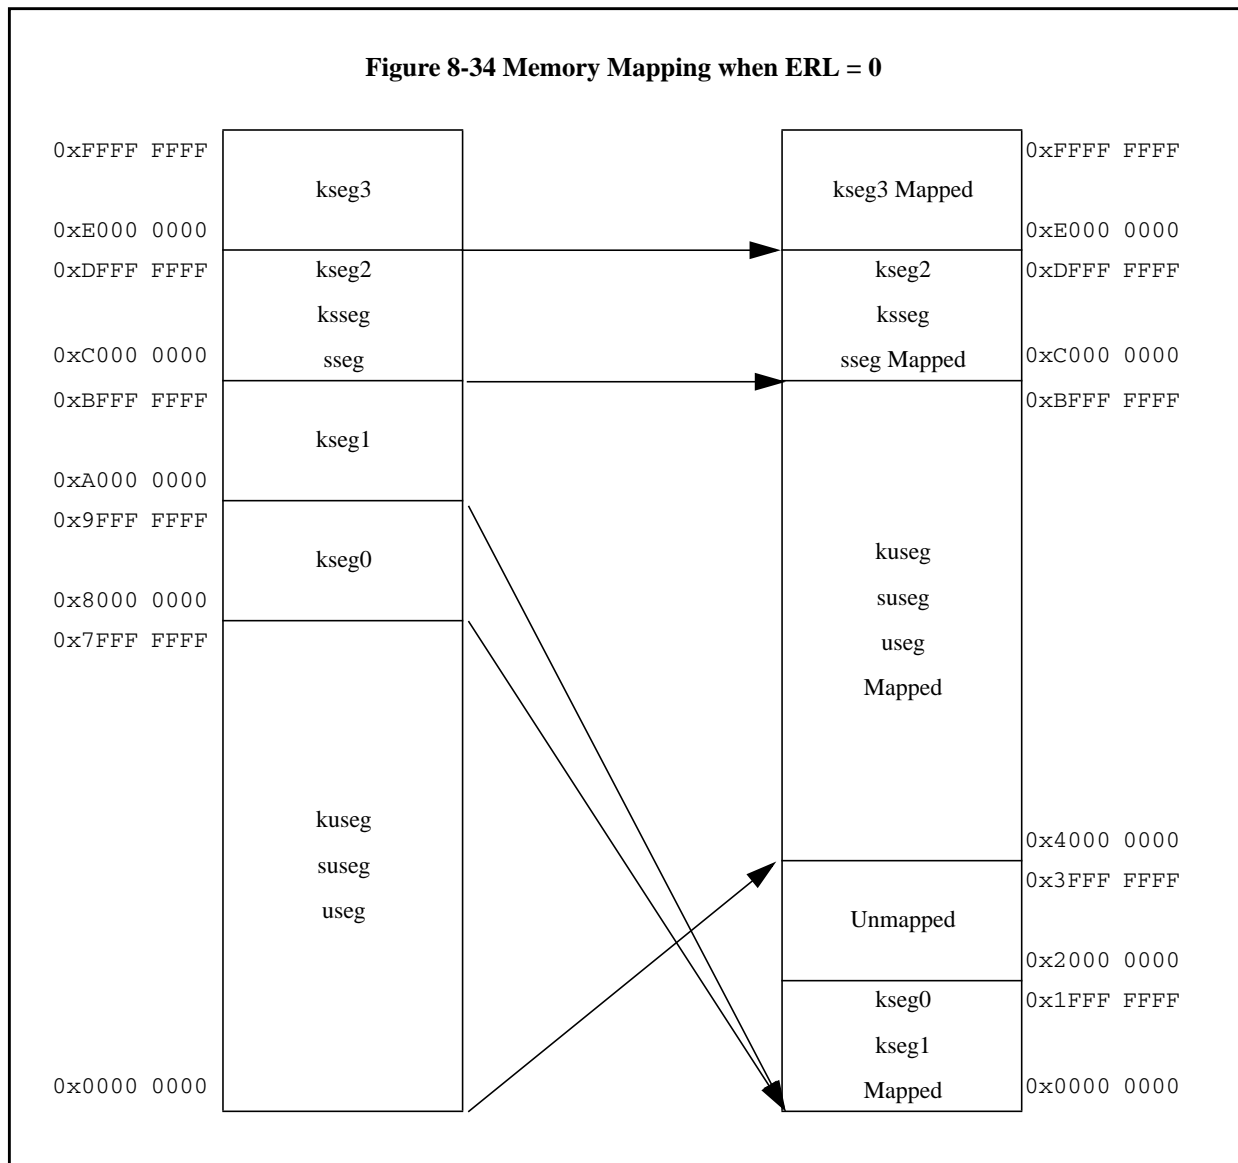 Figure 8-34 Memory Mapping when ERL = 0
0xFFFF FFFF
kseg3
0xE000 0000
0xDFFF FFFF
kseg2
ksseg
sseg
0xC000 0000
0xBFFF FFFF
kseg1
0xA000 0000
0x9FFF FFFF
kseg0
0x8000 0000
0x7FFF FFFF
kuseg
suseg
useg
0x0000 0000
0xFFFF FFFF
kseg3 Mapped
0xE000 0000
kseg2
0xDFFF FFFF
ksseg
sseg Mapped
0xC000 0000
0xBFFF FFFF
kuseg
suseg
useg
Mapped
0x4000 0000
0x3FFF FFFF
Unmapped
0x2000 0000
kseg0
0x1FFF FFFF
kseg1
Mapped
0x0000 0000